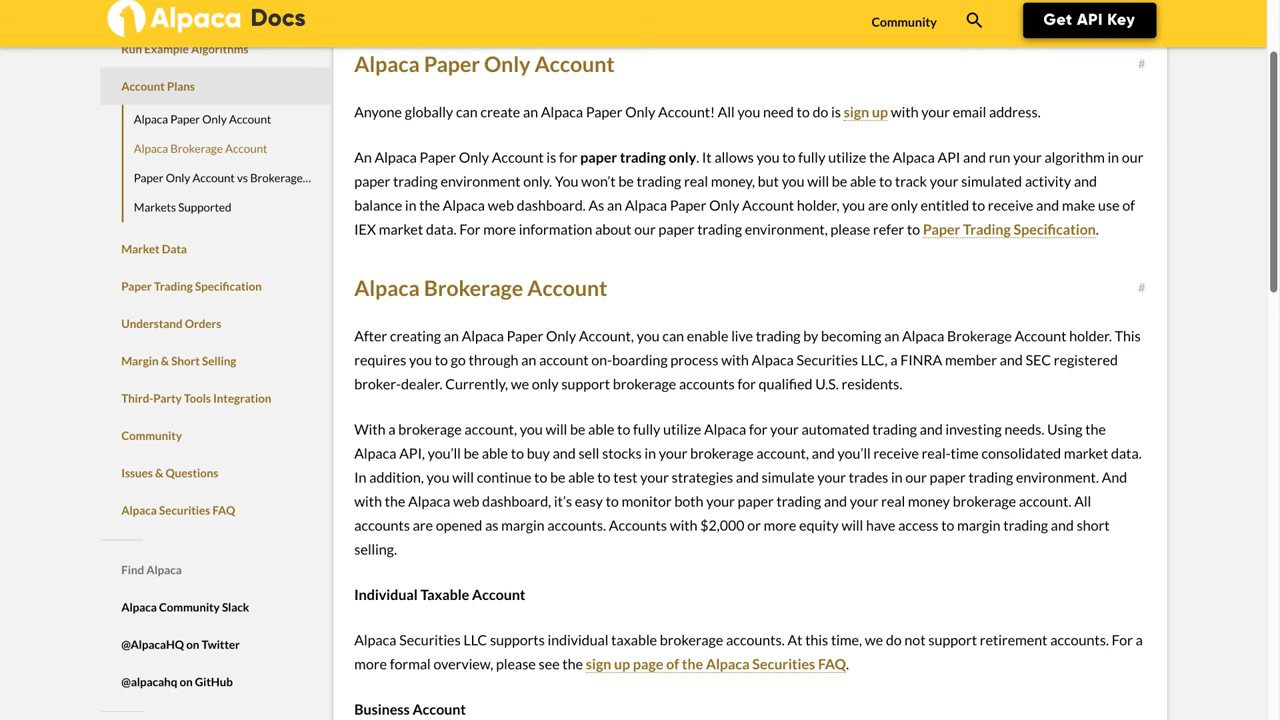 Alpaca Docs
Community
Get API Key
Run Example Algorithms
Account Plans
Alpaca Paper Only Account
Alpaca Brokerage Account
Paper Only Account vs Brokerage...
Markets Supported
Market Data
Paper Trading Specification
Understand Orders
Margin & Short Selling
Third-Party Tools Integration
Community
Issues & Questions
Alpaca Securities FAQ
Find Alpaca
Alpaca Community Slack
@AlpacaHQ on Twitter
@alpacahq on GitHub
Alpaca Paper Only Account #
Anyone globally can create an Alpaca Paper Only Account! All you need to do is sign up with your email address.
An Alpaca Paper Only Account is for paper trading only. It allows you to fully utilize the Alpaca API and run your algorithm in our
paper trading environment only. You won't be trading real money, but you will be able to track your simulated activity and
balance in the Alpaca web dashboard. As an Alpaca Paper Only Account holder, you are only entitled to receive and make use of
IEX market data. For more information about our paper trading environment, please refer to Paper Trading Specification.
Alpaca Brokerage Account #
After creating an Alpaca Paper Only Account, you can enable live trading by becoming an Alpaca Brokerage Account holder. This
requires you to go through an account on-boarding process with Alpaca Securities LLC, a FINRA member and SEC registered
broker-dealer. Currently, we only support brokerage accounts for qualified U.S. residents.
With a brokerage account, you will be able to fully utilize Alpaca for your automated trading and investing needs. Using the
Alpaca API, you'll be able to buy and sell stocks in your brokerage account, and you'll receive real-time consolidated market data.
In addition, you will continue to be able to test your strategies and simulate your trades in our paper trading environment. And
with the Alpaca web dashboard, it's easy to monitor both your paper trading and your real money brokerage account. All
accounts are opened as margin accounts. Accounts with $2,000 or more equity will have access to margin trading and short
selling.
Individual Taxable Account
Alpaca Securities LLC supports individual taxable brokerage accounts. At this time, we do not support retirement accounts. For a
more formal overview, please see the sign up page of the Alpaca Securities FAQ.
Business Account